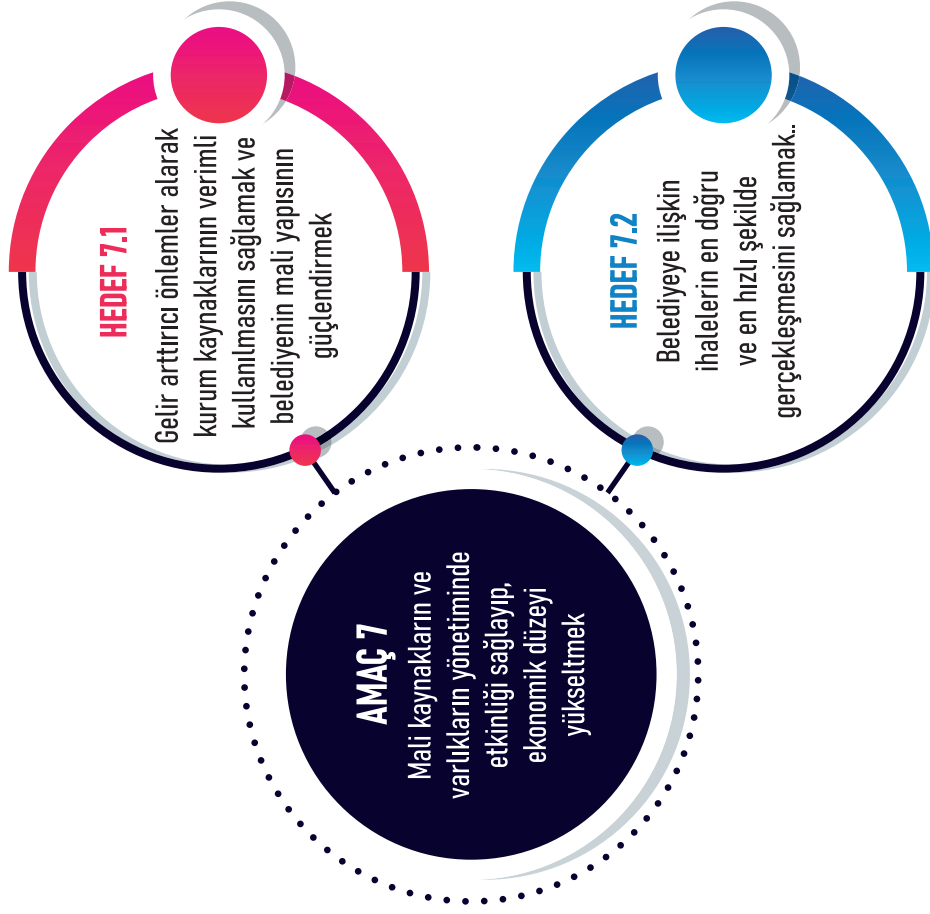 AMAÇ 7
Mali kaynakların ve
varlıkların yönetiminde
etkinliği sağlayıp,
ekonomik düzeyi
yükseltmek
HEDEF 7.1
Gelir arttırıcı önlemler alarak
kurum kaynaklarının verimli
kullanılmasını sağlamak ve
belediyenin mali yapısının
güçlendirmek
HEDEF 7.2
Belediyeye ilişkin
ihalelerin en doğru
ve en hızlı şekilde
gerçekleşmesini sağlamak..